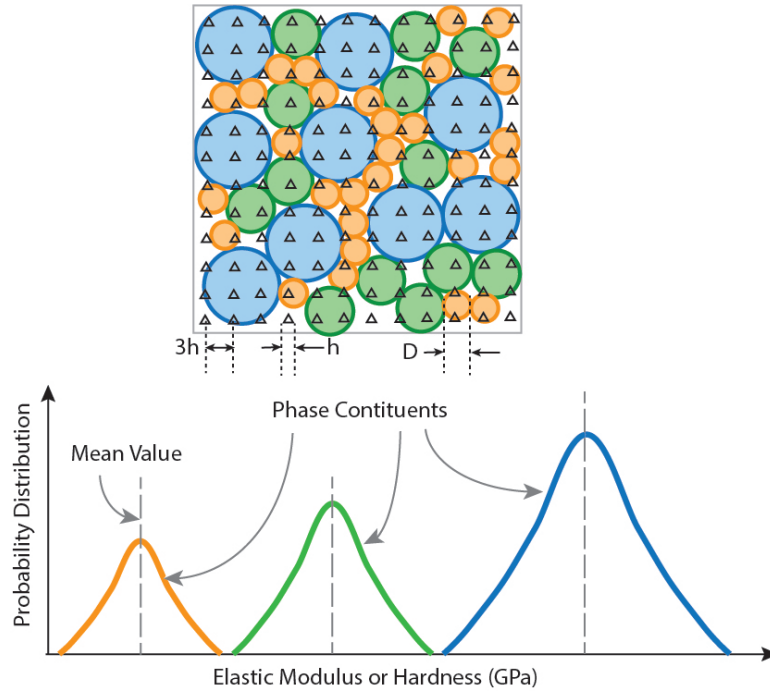 3h
h
D
Phase Contituents
Mean Value
Probability Distribution
Elastic Modulus or Hardness (GPa)